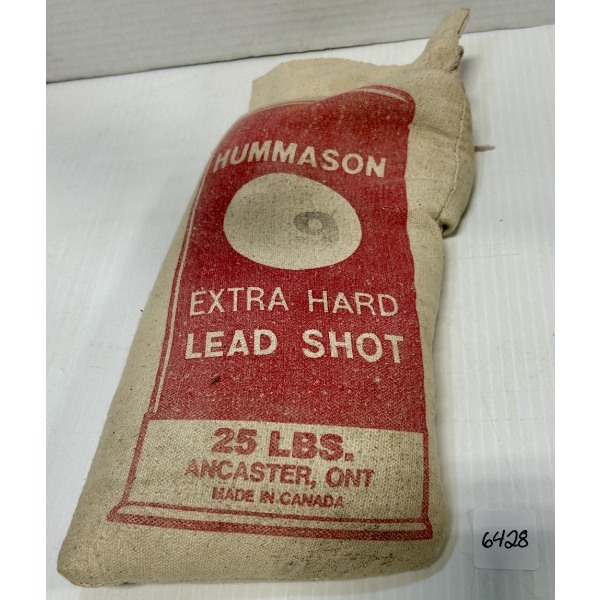 HUMMASON
9
EXTRA HARD
LEAD SHOT
25 LBS.
ANCASTER, ONT
MADE IN CANADA
6428